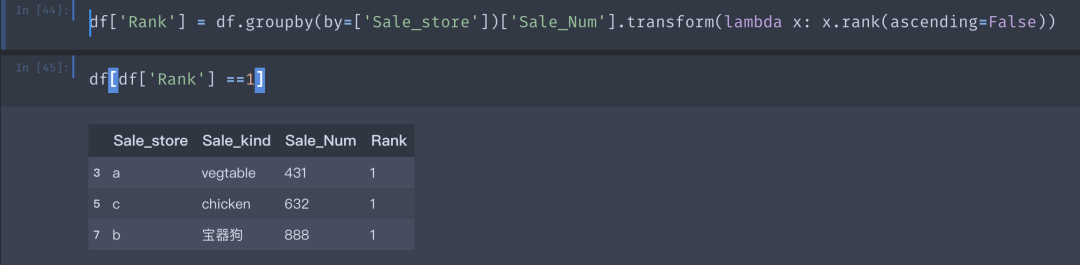 In [44]:
df['Rank'] = df.groupby(by=['Sale_store'])['Sale_Num'].transform(lambda x: x.rank(ascending=False))
In [45]:
df[df['Rank'] ==1]
Sale_store Sale_kind Sale_Num Rank
3 a vegtable 431 1
5 c chicken 632 1
7 b 宝器狗 888 1